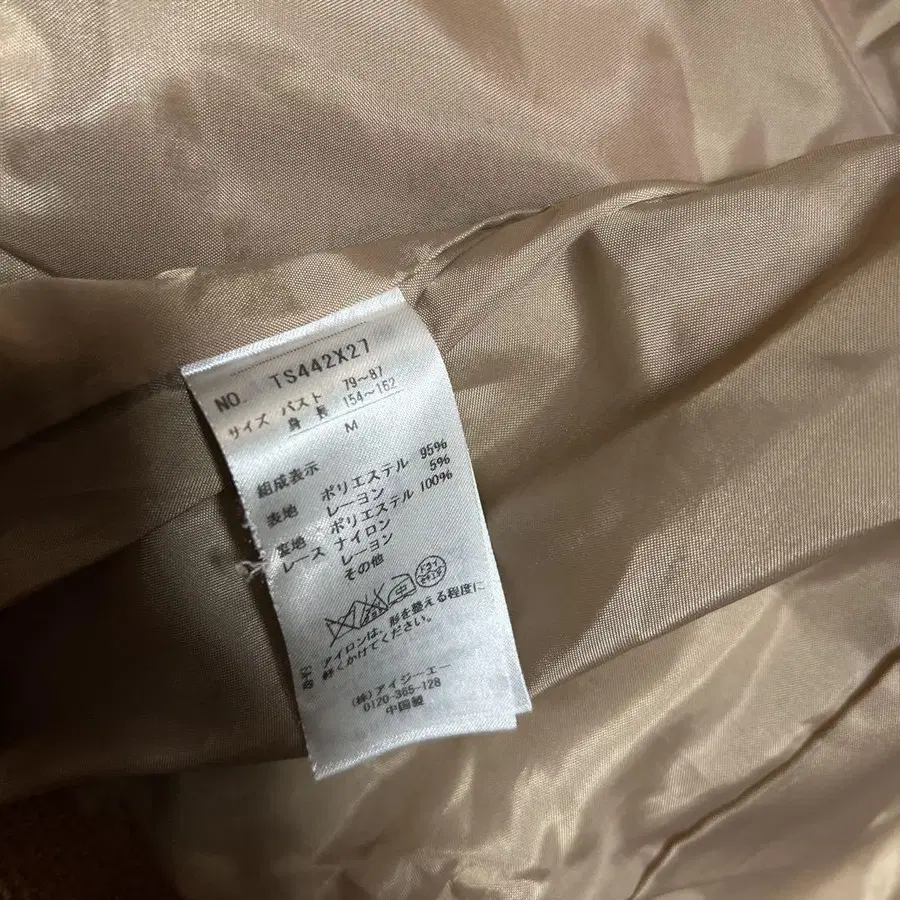 NO. TS442X27
サイズ バスト 79～87
身長 154～162
M
組成表示
表地 ポリエステル 95%
レーヨン 5%
裏地 ポリエステル 100%
レース ナイロン
レーヨン
その他
ドライ
アイロンは、形を整える程度に
軽くかけてください。
(株)アイジーエー
0120-365-128
中国製